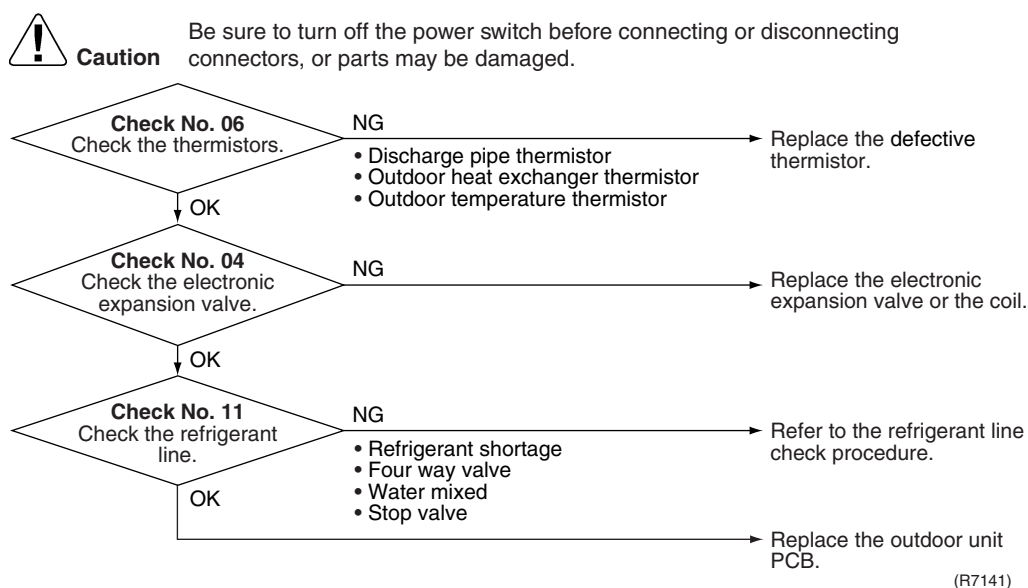 Be sure to turn off the power switch before connecting or disconnecting
Caution connectors, or parts may be damaged.
Check No. 06
Check the thermistors.
NG
• Discharge pipe thermistor
• Outdoor heat exchanger thermistor
• Outdoor temperature thermistor
Replace the defective
thermistor.
OK
Check No. 04
Check the electronic
expansion valve.
NG
Replace the electronic
expansion valve or the coil.
OK
Check No. 11
Check the refrigerant
line.
NG
• Refrigerant shortage
• Four way valve
• Water mixed
• Stop valve
Refer to the refrigerant line
check procedure.
OK
Replace the outdoor unit
PCB.
(R7141)